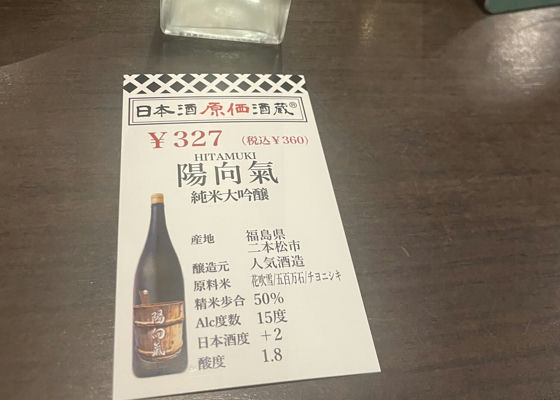 日本酒原価酒蔵®
¥327 (税込¥360)
HITAMUKI
陽向氣
純米大吟醸
産地 福島県
二本松市
醸造元 人気酒造
原料米 花吹雪/五百万石/チヨニシキ
精米歩合 50%
Alc度数 15度
日本酒度 +2
酸度 1.8
陽向氣